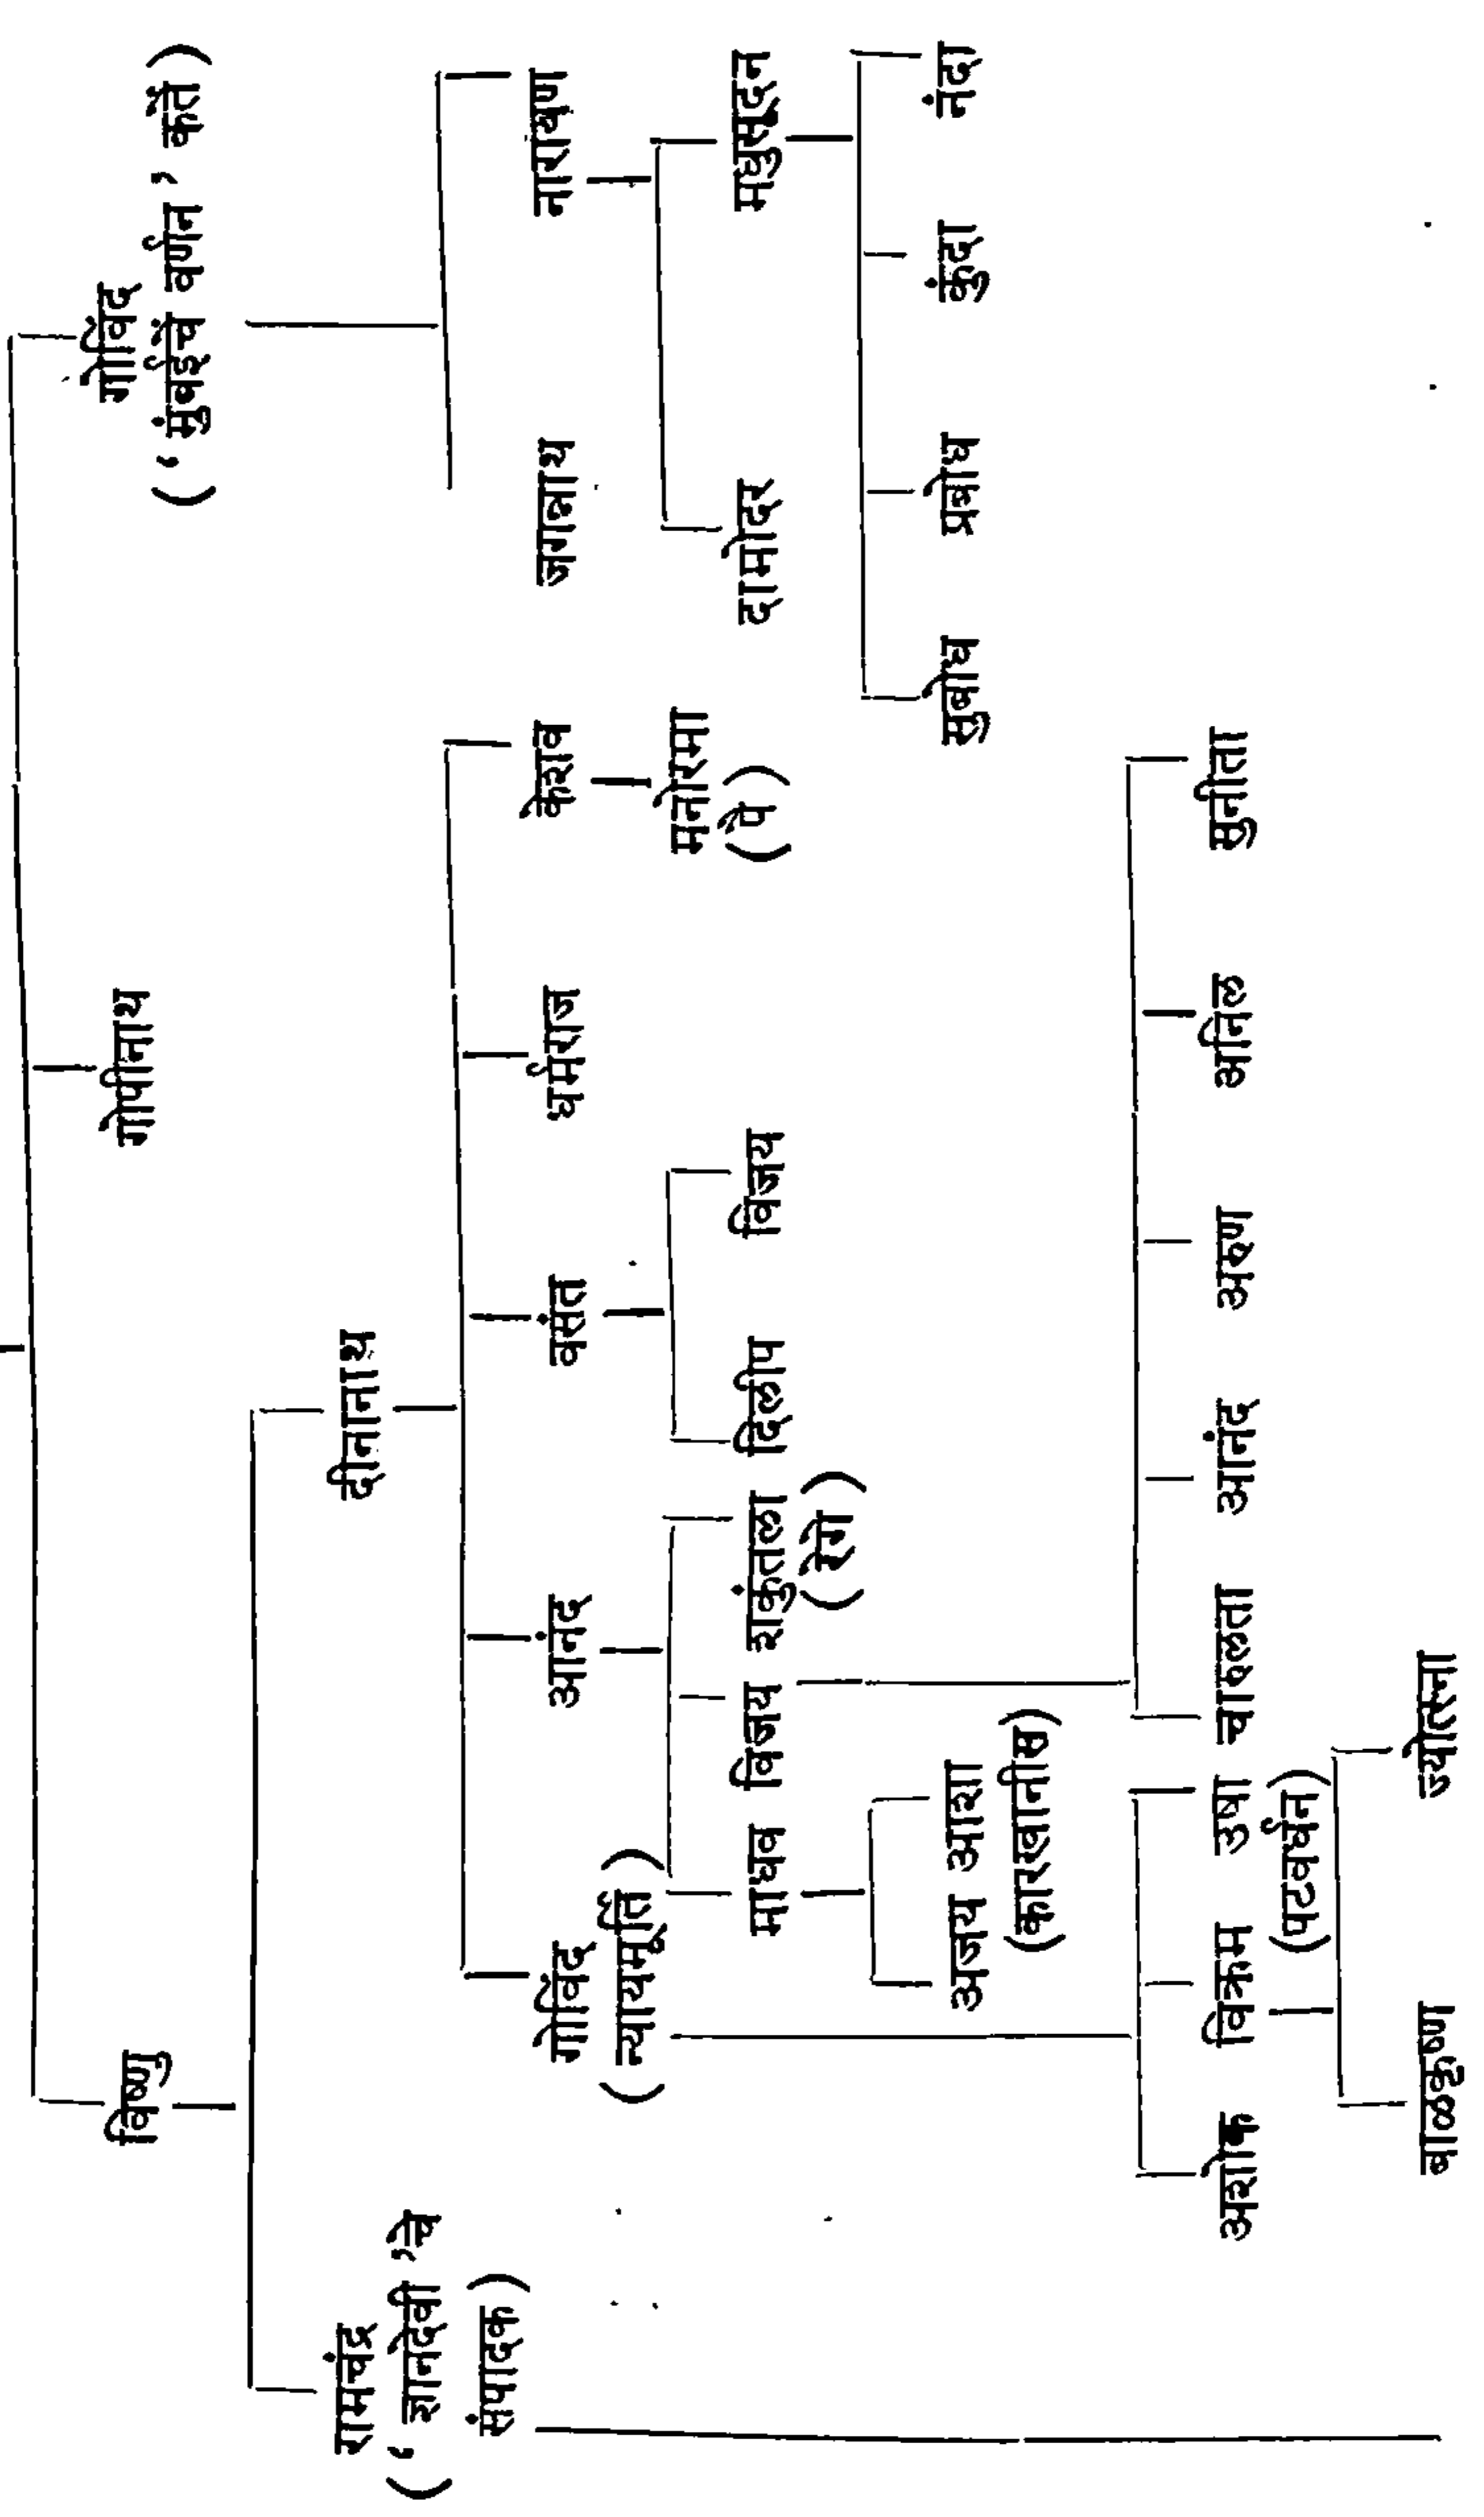 विष्णु गोपीनाथ गोविंद
( ' मुंबईचे वर्णन ' कर्ते )
रामचंद्र दीनानाथ
( ' ज्ञानदेवी ' चे
संपादक )
गोविंद आनंद वसंत धर्मराज केशव जगन्नाथ नारायण
( न्यायमूर्ति )
मनोरमा
( पै )
माधव विजय शकुंतला दिलीप विजय दामोदर मधुसूदन
( रेगे )
अजय आशा सुबोध प्रबोध कुंदा नंदा
(कारखानीस)
अशोक विक्रम उषा चारुलता आनंद अरुण अनिल सुनीता
(पटवर्धन)
बाळकृष्ण ज्योत्स्ना